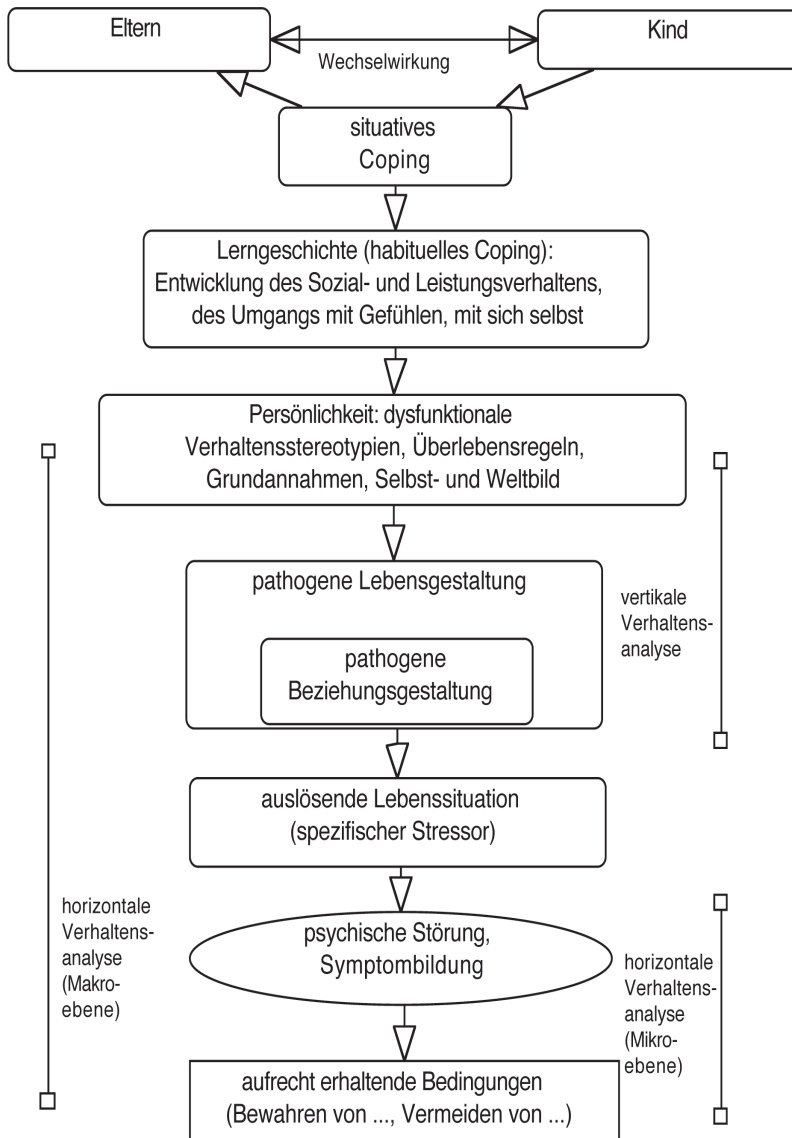 Eltern
Kind
Wechselwirkung
situatives
Coping
Lerngeschichte (habituelles Coping):
Entwicklung des Sozial- und Leistungsverhaltens,
des Umgangs mit Gefühlen, mit sich selbst
Persönlichkeit: dysfunktionale
Verhaltensstereotypien, Überlebensregeln,
Grundannahmen, Selbst- und Weltbild
pathogene Lebensgestaltung
pathogene
Beziehungsgestaltung
vertikale
Verhaltens-
analyse
auslösende Lebenssituation
(spezifischer Stressor)
horizontale
Verhaltens-
analyse
(Makro-
ebene)
psychische Störung,
Symptombildung
horizontale
Verhaltens-
analyse
(Mikro-
ebene)
aufrecht erhaltende Bedingungen
(Bewahren von ..., Vermeiden von ...)